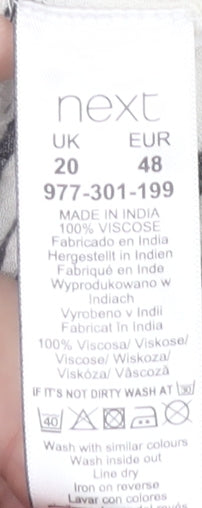 next
UK EUR
20 48
977-301-199
MADE IN INDIA
100% VISCOSE
Fabricado en India
Hergestellt in Indien
Fabriqué en Inde
Wyprodukowano w
Indiach
Vyrobeno v Indii
Fabricat în India
100% Viscosa/ Viskose/
Viscose/ Wiskoza/
Viskóza/ Vâscoză
IF IT'S NOT DIRTY WASH AT 30
40
Wash with similar colours
Wash inside out
Line dry
Iron on reverse
Lavar con colores